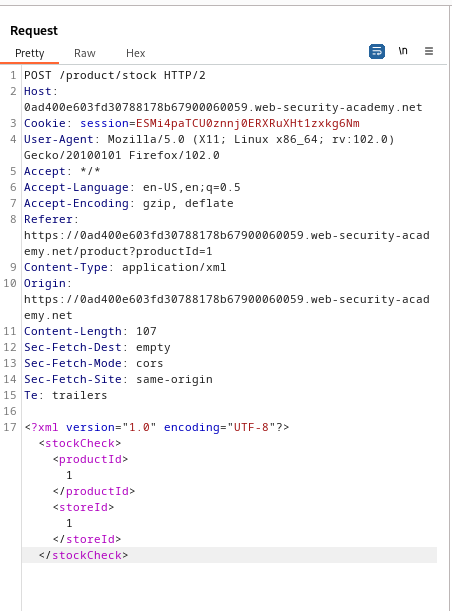 Request
Pretty Raw Hex \n
1 POST /product/stock HTTP/2
2 Host:
0ad400e603fd30788178b67900060059.web-security-academy.net
3 Cookie: session=ESMi4paTCU0znnj0ERXRuXHt1zxkg6Nm
4 User-Agent: Mozilla/5.0 (X11; Linux x86_64; rv:102.0)
Gecko/20100101 Firefox/102.0
5 Accept: */*
6 Accept-Language: en-US,en;q=0.5
7 Accept-Encoding: gzip, deflate
8 Referer:
https://0ad400e603fd30788178b67900060059.web-security-acad
emy.net/product?productId=1
9 Content-Type: application/xml
10 Origin:
https://0ad400e603fd30788178b67900060059.web-security-acad
emy.net
11 Content-Length: 107
12 Sec-Fetch-Dest: empty
13 Sec-Fetch-Mode: cors
14 Sec-Fetch-Site: same-origin
15 Te: trailers
16
17 <?xml version="1.0" encoding="UTF-8"?>
<stockCheck>
<productId>
1
</productId>
<storeId>
1
</storeId>
</stockCheck>